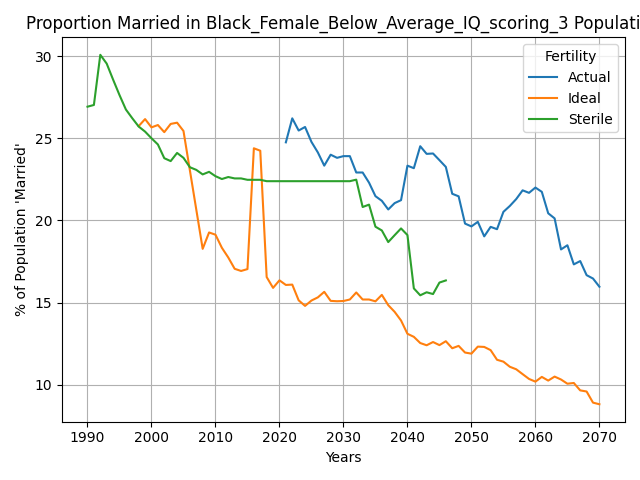 Proportion Married in Black_Female_Below_Average_IQ_scoring_3 Populati
Fertility
Actual
Ideal
Sterile
% of Population 'Married'
30
25
20
15
10
1990 2000 2010 2020 2030 2040 2050 2060 2070
Years